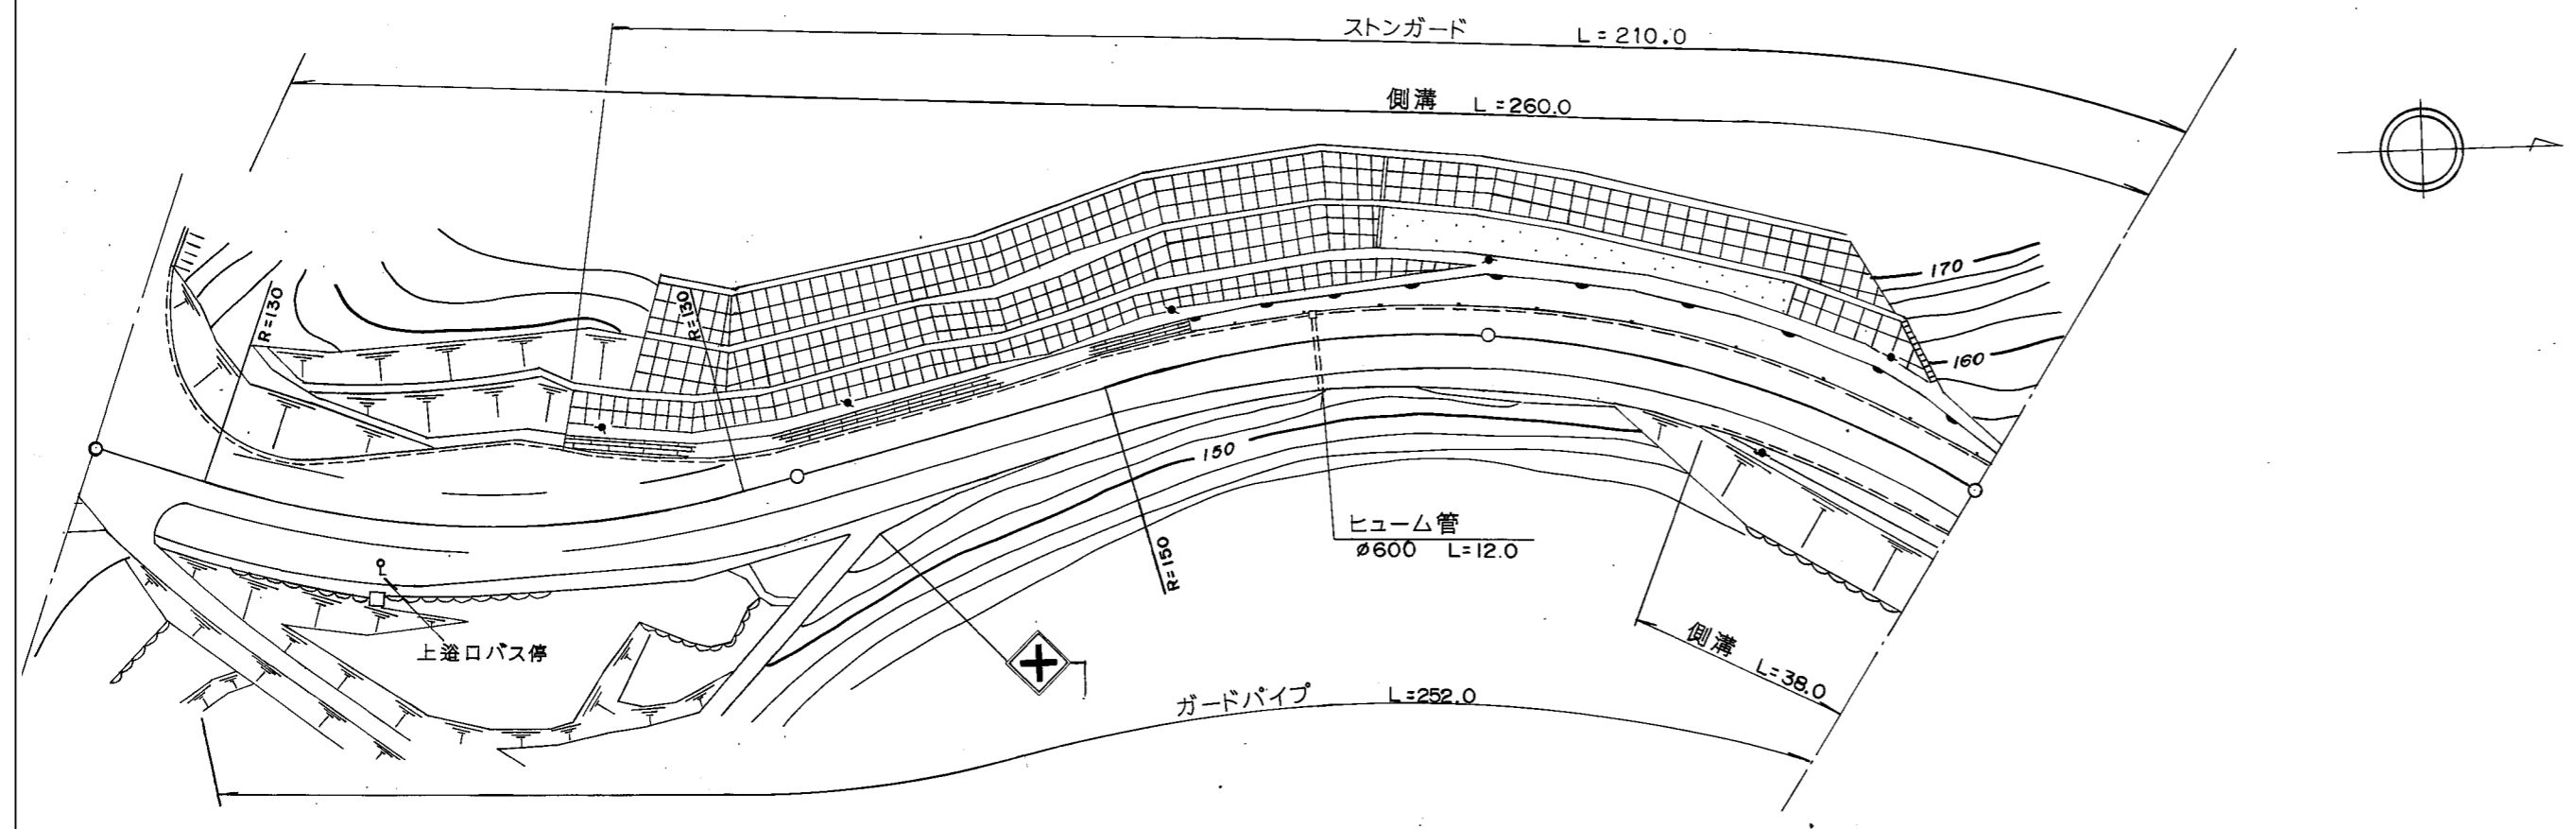 ストンガード L=210.0
側溝 L=260.0
R=130
R=130
170
160
150
R=150
ヒューム管
ø600 L=12.0
上逧口バス停
側溝 L=38.0
ガードパイプ L=252.0